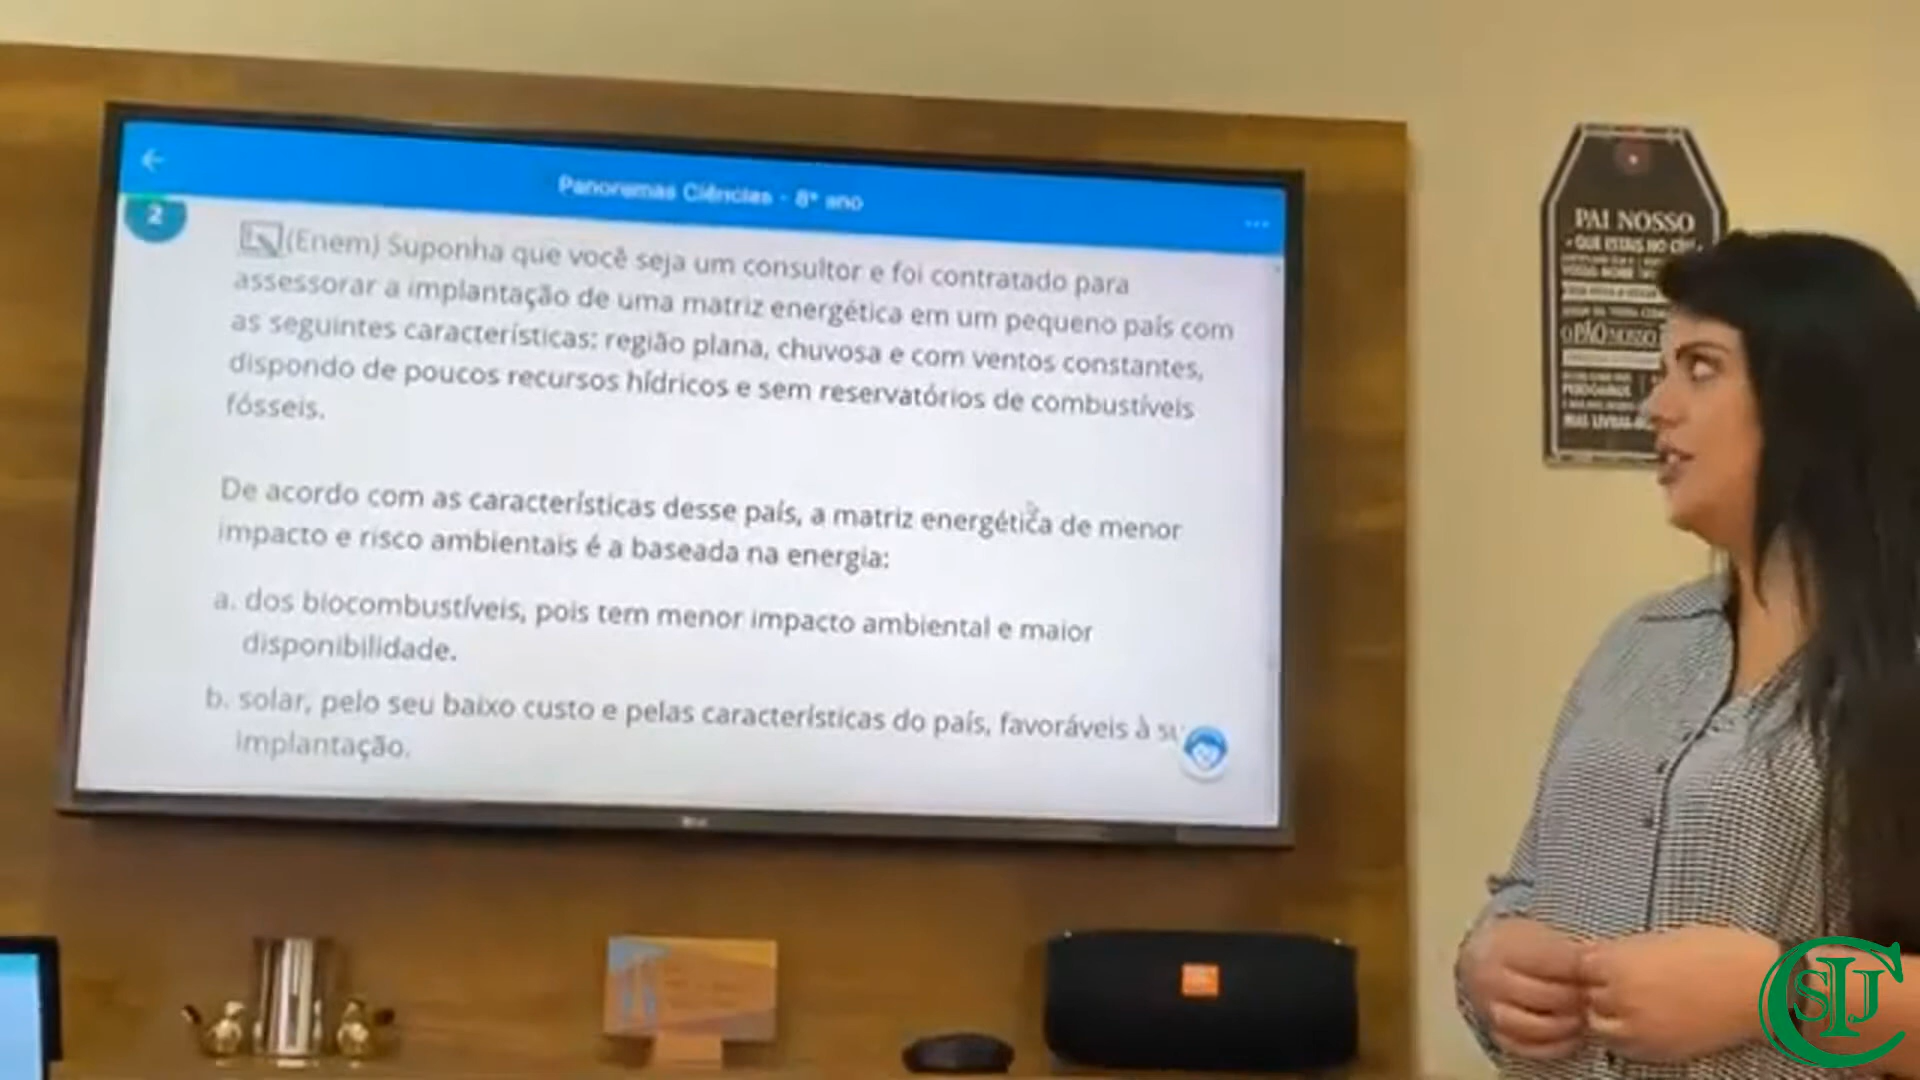 Panoramas Ciências - 8º ano
2
(Enem) Suponha que você seja um consultor e foi contratado para
assessorar a implantação de uma matriz energética em um pequeno país com
as seguintes características: região plana, chuvosa e com ventos constantes,
dispondo de poucos recursos hídricos e sem reservatórios de combustíveis
fósseis.
De acordo com as características desse país, a matriz energética de menor
impacto e risco ambientais é a baseada na energia:
a. dos biocombustíveis, pois tem menor impacto ambiental e maior
disponibilidade.
b. solar, pelo seu baixo custo e pelas características do país, favoráveis à su
implantação.
PAI NOSSO
QUE ESTAIS NO
O PÃO NOSSO
CSIJ